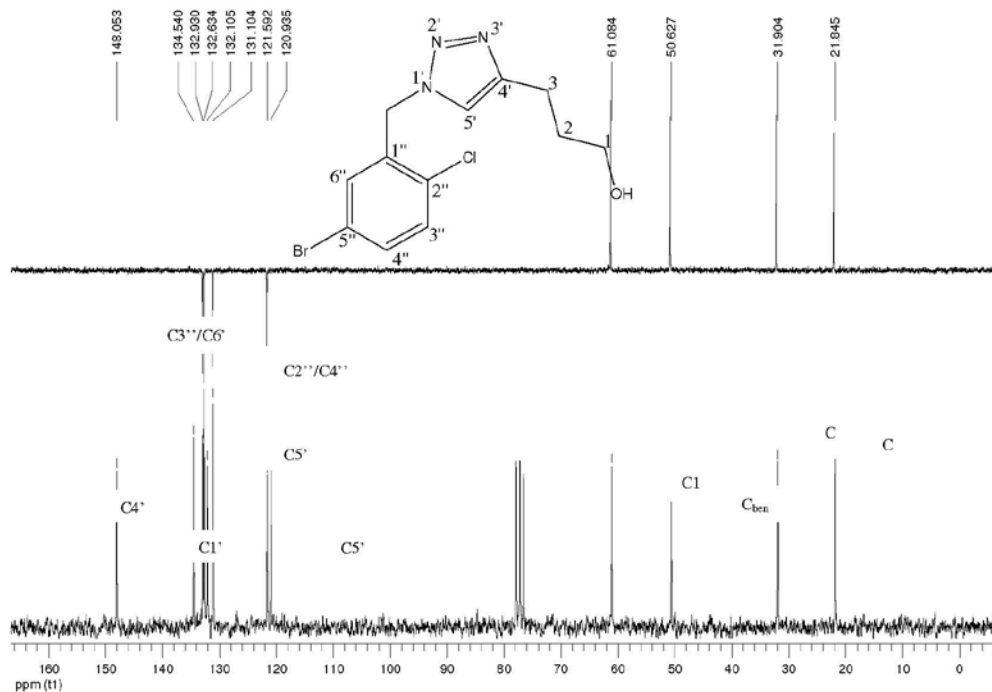 148.053
134.540
132.930
132.634
132.105
131.104
121.592
120.935
61.084
50.627
31.904
21.845
2'
N
N
3'
1'
N
4'
5'
3
2
1
OH
1''
Cl
6''
2''
5''
3''
Br
4''
C3''/C6'
C2''/C4''
C5'
C
C
C1
C4'
Cben
C1'
C5'
160 150 140 130 120 110 100 90 80 70 60 50 40 30 20 10 0
ppm (t1)